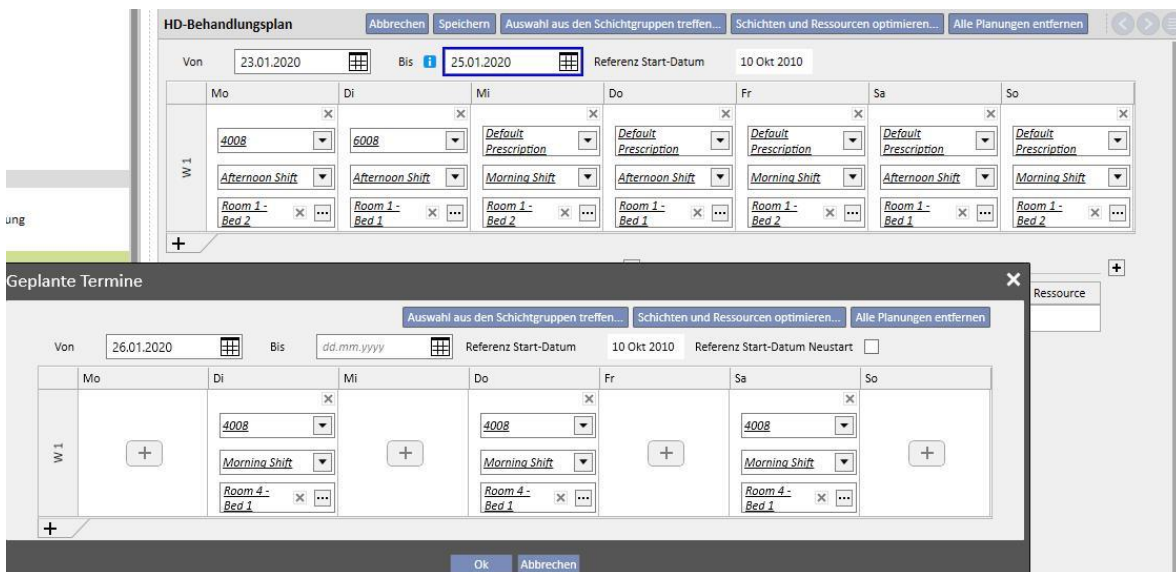 HD-Behandlungsplan Abbrechen Speichern Auswahl aus den Schichtgruppen treffen... Schichten und Ressourcen optimieren... Alle Planungen entfernen
Von 23.01.2020 Bis 25.01.2020 Referenz Start-Datum 10 Okt 2010
Mo Di Mi Do Fr Sa So
W 1
4008 6008 Default Prescription Default Prescription Default Prescription Default Prescription Default Prescription
Afternoon Shift Afternoon Shift Morning Shift Afternoon Shift Morning Shift Afternoon Shift Morning Shift
Room 1 - Bed 2 Room 1 - Bed 1 Room 1 - Bed 2 Room 1 - Bed 1 Room 1 - Bed 2 Room 1 - Bed 1 Room 1 - Bed 2
ung
Geplante Termine
Ressource
Auswahl aus den Schichtgruppen treffen... Schichten und Ressourcen optimieren... Alle Planungen entfernen
Von 26.01.2020 Bis dd.mm.yyyy Referenz Start-Datum 10 Okt 2010 Referenz Start-Datum Neustart
Mo Di Mi Do Fr Sa So
W 1
4008 4008 4008
Morning Shift Morning Shift Morning Shift
Room 4 - Bed 1 Room 4 - Bed 1 Room 4 - Bed 1
Ok Abbrechen